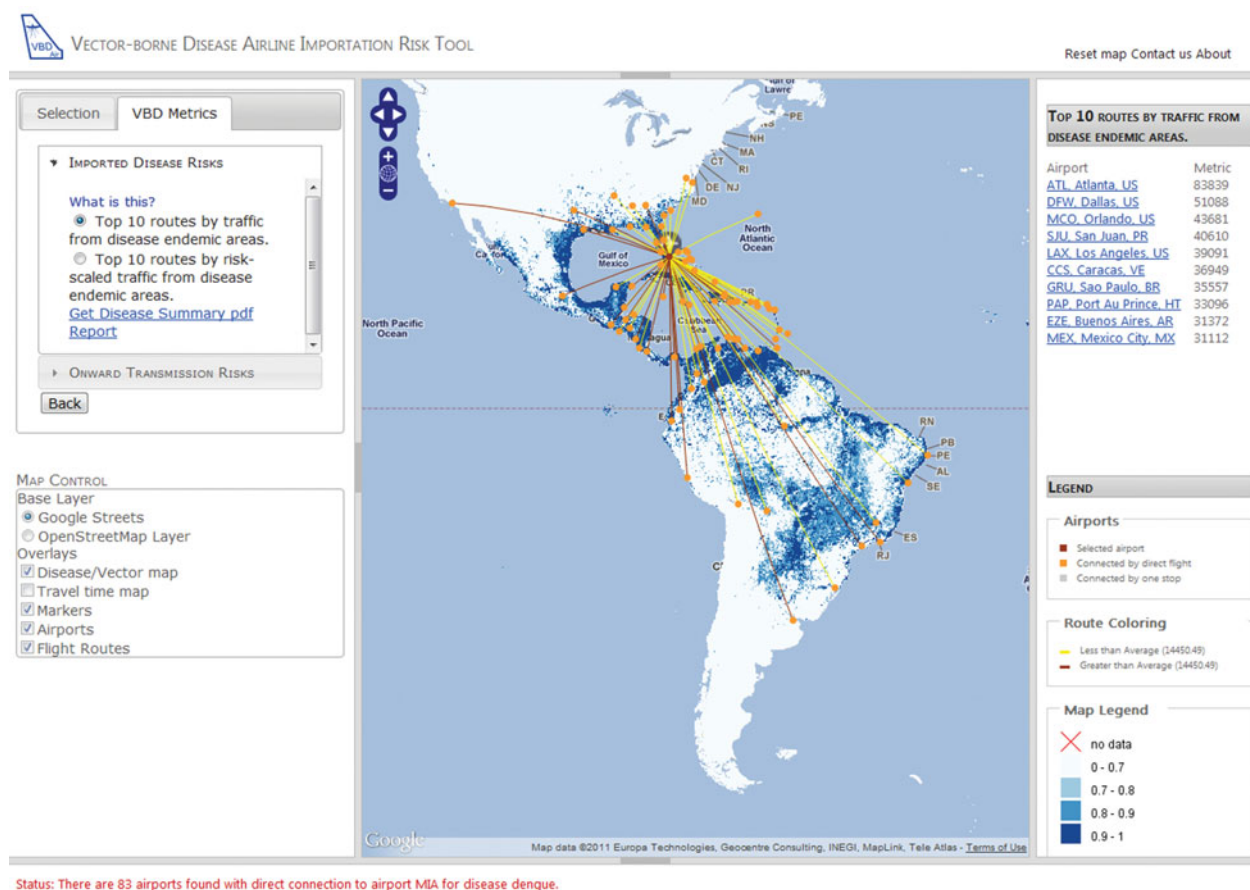 VBD
Air
VECTOR-BORNE DISEASE AIRLINE IMPORTATION RISK TOOL
Reset map Contact us About
Selection
VBD Metrics
IMPORTED DISEASE RISKS
What is this?
Top 10 routes by traffic
from disease endemic areas.
Top 10 routes by risk-
scaled traffic from disease
endemic areas.
Get Disease Summary pdf
Report
ONWARD TRANSMISSION RISKS
Back
MAP CONTROL
Base Layer
Google Streets
OpenStreetMap Layer
Overlays
Disease/Vector map
Travel time map
Markers
Airports
Flight Routes
Gulf of
Lawre
PE
NS
NH
MA
RI
CT
NJ
DE
MD
North
Atlantic
Ocean
Gulf of
Mexico
PR
Caribbean
Sea
North Pacific
Ocean
RN
PB
PE
AL
SE
ES
RJ
Google
Map data ©2011 Europa Technologies, Geocentre Consulting, INEGI, MapLink, Tele Atlas - Terms of Use
TOP 10 ROUTES BY TRAFFIC FROM
DISEASE ENDEMIC AREAS.
Airport Metric
ATL, Atlanta, US 83839
DFW, Dallas, US 51088
MCO, Orlando, US 43681
SJU, San Juan, PR 40610
LAX, Los Angeles, US 39091
CCS, Caracas, VE 36949
GRU, Sao Paulo, BR 35557
PAP, Port Au Prince, HT 33096
EZE, Buenos Aires, AR 31372
MEX, Mexico City, MX 31112
LEGEND
Airports
Selected airport
Connected by direct flight
Connected by one stop
Route Coloring
Less than Average (14450.49)
Greater than Average (14450.49)
Map Legend
no data
0 - 0.7
0.7 - 0.8
0.8 - 0.9
0.9 - 1
Status: There are 83 airports found with direct connection to airport MIA for disease dengue.